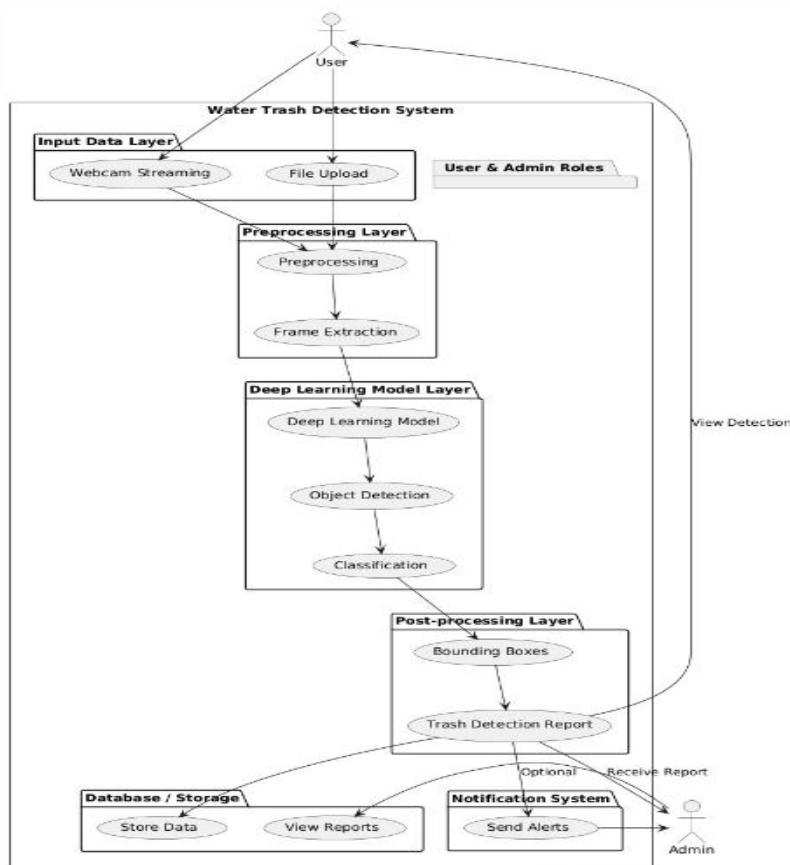 User
Water Trash Detection System
Input Data Layer
Webcam Streaming
File Upload
User & Admin Roles
Preprocessing Layer
Preprocessing
Frame Extraction
Deep Learning Model Layer
Deep Learning Model
Object Detection
Classification
View Detection
Post-processing Layer
Bounding Boxes
Trash Detection Report
Optional
Receive Report
Database / Storage
Store Data
View Reports
Notification System
Send Alerts
Admin